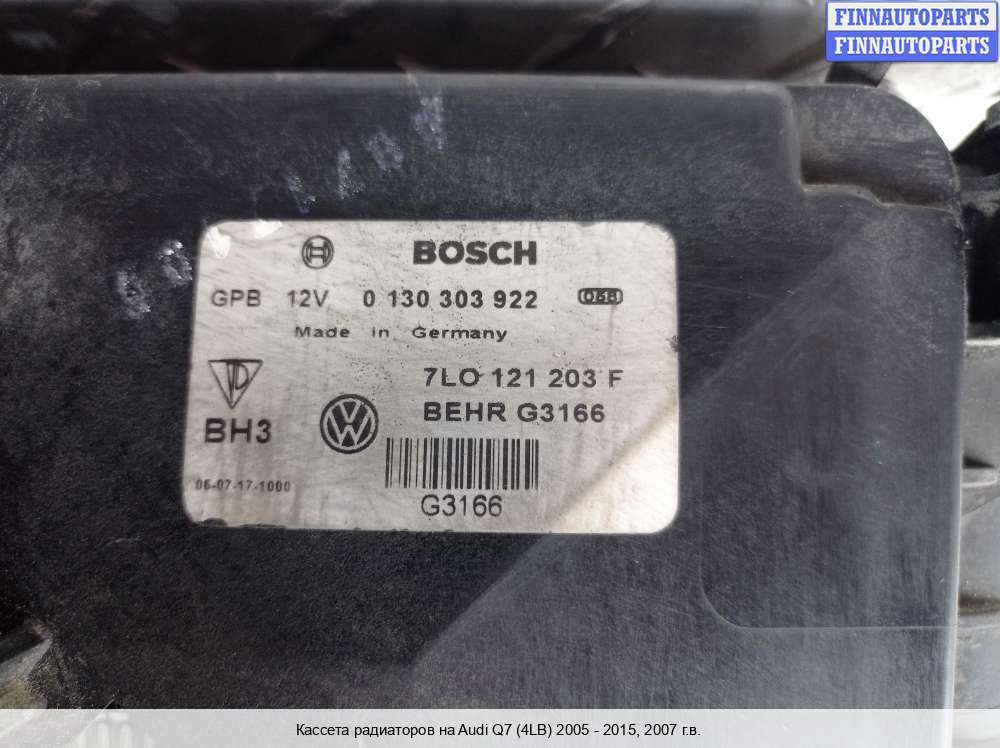 FINNAUTOPARTS
FINNAUTOPARTS
BOSCH
GPB 12V 0 130 303 922
Made in Germany
7LO 121 203 F
BEHR G3166
BH3
06-07-17-1000
G3166
Кассета радиаторов на Audi Q7 (4LB) 2005 - 2015, 2007 г.в.